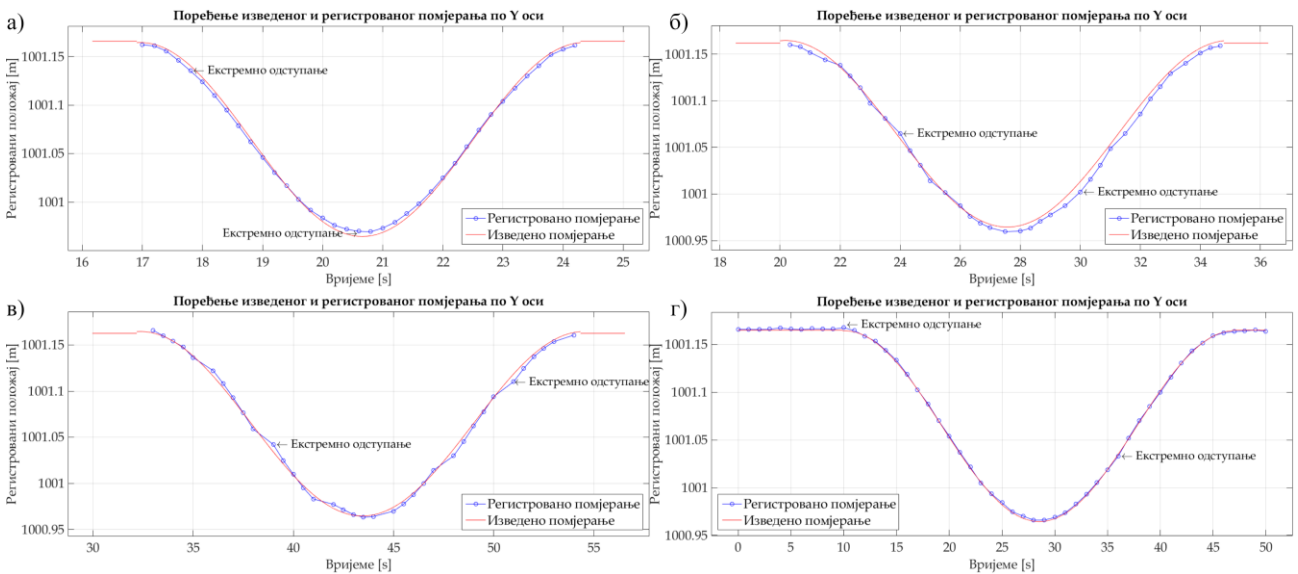 а)
Поређење изведеног и регистрованог помјерања по Y оси
Регистровани положај [m]
1001.15
1001.1
1001.05
1001
Екстремно одступање
Екстремно одступање
Регистровано помјерање
Изведено помјерање
16 17 18 19 20 21 22 23 24 25
Вријеме [s]
б)
Поређење изведеног и регистрованог помјерања по Y оси
Регистровани положај [m]
1001.15
1001.1
1001.05
1001
1000.95
Екстремно одступање
Екстремно одступање
Регистровано помјерање
Изведено помјерање
20 22 24 26 28 30 32 34 36
Вријеме [s]
в)
Поређење изведеног и регистрованог помјерања по Y оси
Регистровани положај [m]
1001.15
1001.1
1001.05
1001
1000.95
Екстремно одступање
Екстремно одступање
Регистровано помјерање
Изведено помјерање
30 35 40 45 50 55
Вријеме [s]
г)
Поређење изведеног и регистрованог помјерања по Y оси
Регистровани положај [m]
1001.15
1001.1
1001.05
1001
1000.95
Екстремно одступање
Екстремно одступање
Регистровано помјерање
Изведено помјерање
0 5 10 15 20 25 30 35 40 45 50
Вријеме [s]